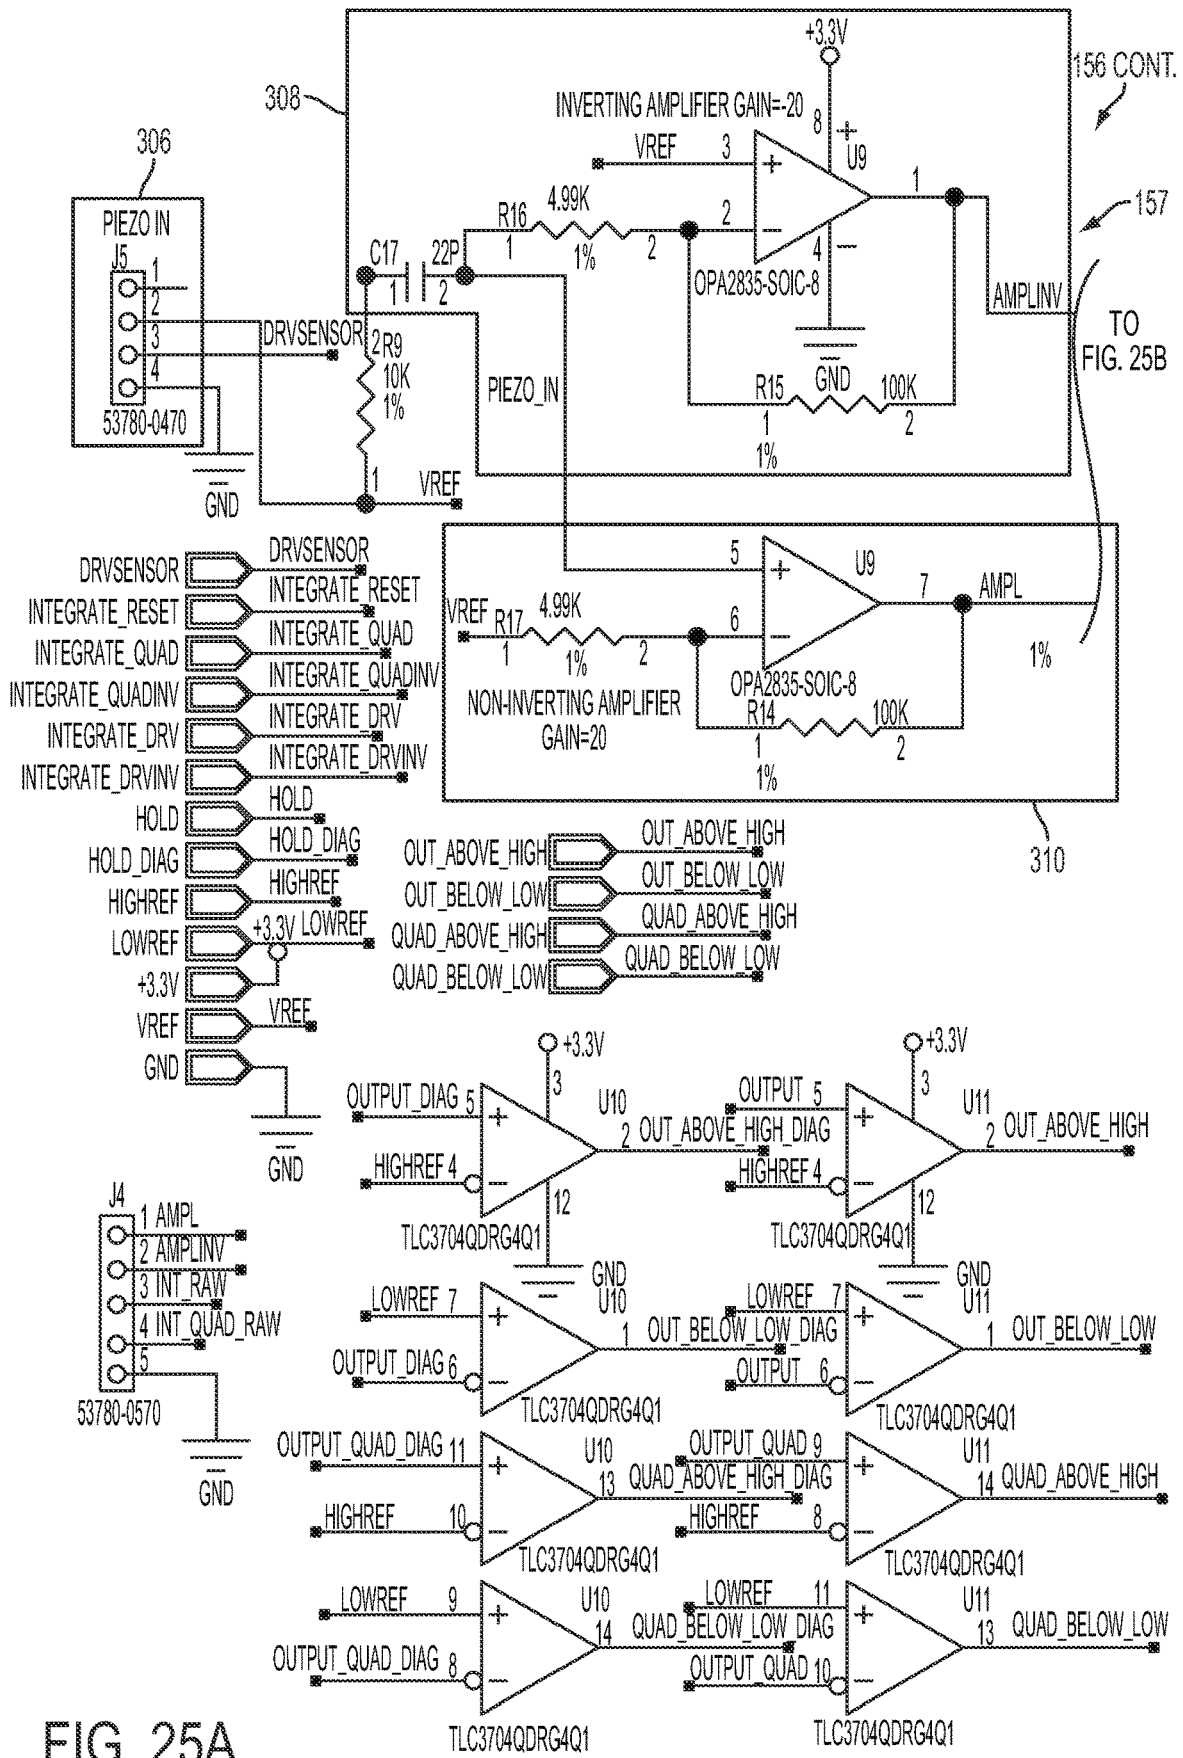 +3.3V
156 CONT.
308
INVERTING AMPLIFIER GAIN=-20
8
+
VREF
3
U9
306
+
1
157
4.99K
PIEZO IN
R16
2
J5
C17
22P
1
1%
2
4
−
−
1
1
2
OPA2835-SOIC-8
AMPLINV
2
TO
3
DRVSENSOR
2
R9
FIG. 25B
4
10K
GND
PIEZO_IN
R15
100K
1%
1
2
53780-0470
1%
1
VREF
GND
5
U9
DRVSENSOR
DRVSENSOR
+
7
AMPL
INTEGRATE_RESET
INTEGRATE_RESET
VREF
R17
4.99K
6
INTEGRATE_QUAD
INTEGRATE_QUAD
1
1%
2
−
1%
INTEGRATE_QUADINV
INTEGRATE_QUADINV
OPA2835-SOIC-8
NON-INVERTING AMPLIFIER
GAIN=20
R14
100K
INTEGRATE_DRV
INTEGRATE_DRV
1
2
INTEGRATE_DRVINV
INTEGRATE_DRVINV
1%
HOLD
HOLD
310
HOLD_DIAG
HOLD_DIAG
OUT_ABOVE_HIGH
OUT_ABOVE_HIGH
HIGHREF
HIGHREF
OUT_BELOW_LOW
OUT_BELOW_LOW
LOWREF
+3.3V
LOWREF
QUAD_ABOVE_HIGH
QUAD_ABOVE_HIGH
+3.3V
QUAD_BELOW_LOW
QUAD_BELOW_LOW
VREF
VREF
GND
GND
+3.3V
+3.3V
3
3
OUTPUT_DIAG
5
+
U10
OUTPUT
5
+
U11
2
OUT_ABOVE_HIGH_DIAG
2
OUT_ABOVE_HIGH
HIGHREF
4
−
12
HIGHREF
4
−
12
TLC3704QDRG4Q1
TLC3704QDRG4Q1
J4
1
AMPL
2
AMPLINV
3
INT_RAW
4
INT_QUAD_RAW
5
53780-0570
GND
GND
GND
LOWREF
7
+
U10
LOWREF
7
+
U11
1
OUT_BELOW_LOW_DIAG
1
OUT_BELOW_LOW
OUTPUT_DIAG
6
−
OUTPUT
6
−
TLC3704QDRG4Q1
TLC3704QDRG4Q1
OUTPUT_QUAD_DIAG
11
+
U10
OUTPUT_QUAD
9
+
U11
13
QUAD_ABOVE_HIGH_DIAG
14
QUAD_ABOVE_HIGH
HIGHREF
10
−
HIGHREF
8
−
TLC3704QDRG4Q1
TLC3704QDRG4Q1
LOWREF
9
+
U10
LOWREF
11
+
U11
14
QUAD_BELOW_LOW_DIAG
13
QUAD_BELOW_LOW
OUTPUT_QUAD_DIAG
8
−
OUTPUT_QUAD
10
−
TLC3704QDRG4Q1
TLC3704QDRG4Q1
FIG. 25A